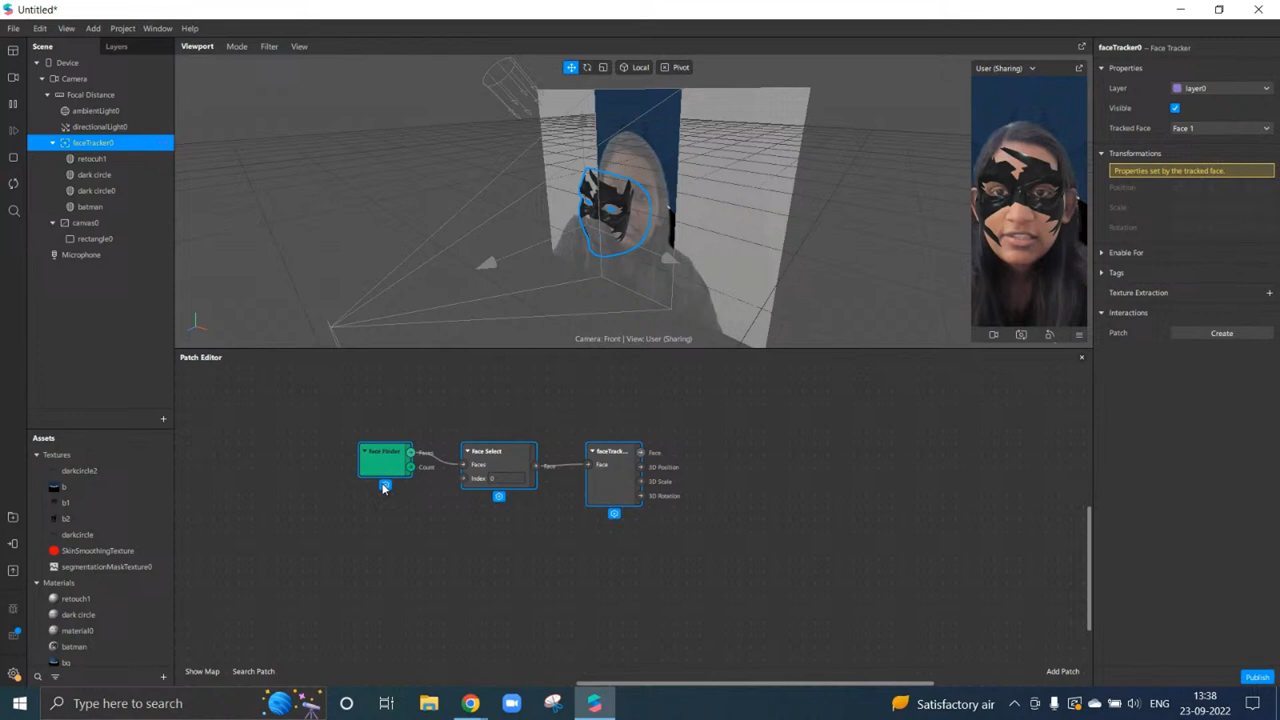 Untitled*
File Edit View Add Project Window Help
Scene Layers
Device
Camera
Focal Distance
ambientLight0
directionalLight0
faceTracker0
retocuh1
dark circle
dark circle0
batman
canvas0
rectangle0
Microphone
Assets
Textures
darkcircle2
b
b1
b2
darkcircle
SkinSmoothingTexture
segmentationMaskTexture0
Materials
retouch1
dark circle
material0
batman
bg
Viewport Mode Filter View
Local Pivot
User (Sharing)
Camera: Front | View: User (Sharing)
Patch Editor
Face Finder
Faces
Count
Face Select
Faces
Index 0
Face
faceTrack...
Face
Face
3D Position
3D Scale
3D Rotation
Show Map Search Patch Add Patch
faceTracker0 – Face Tracker
Properties
Layer layer0
Visible
Tracked Face Face 1
Transformations
Properties set by the tracked face.
Position
Scale
Rotation
Enable For
Tags
Texture Extraction
Interactions
Patch Create
Publish
Type here to search
Satisfactory air
ENG
13:38
23-09-2022